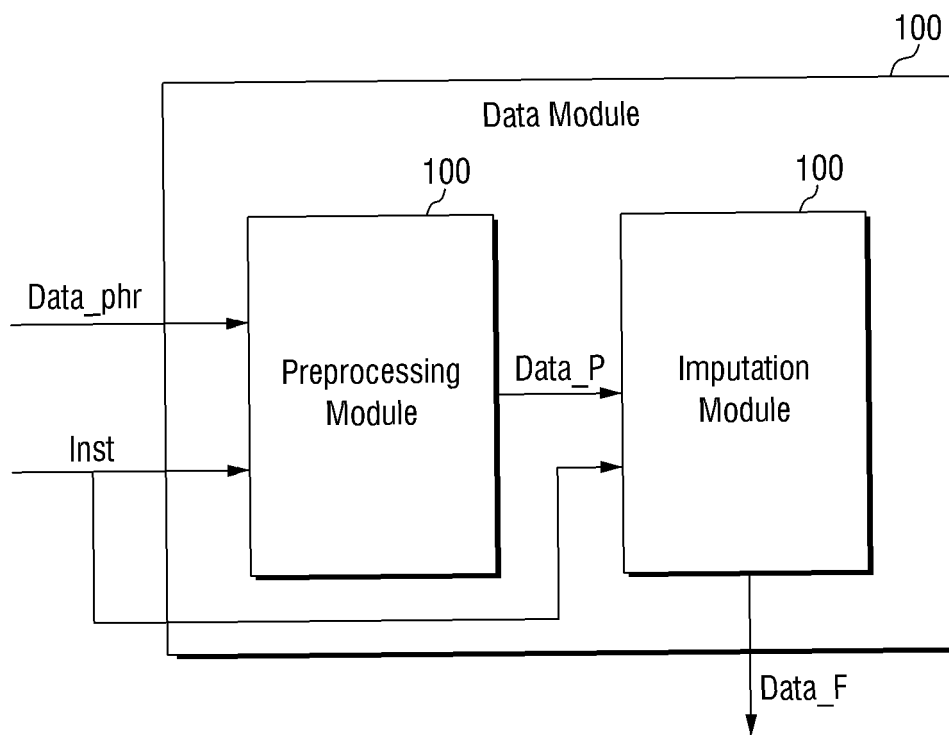 100
Data Module
100
100
Data_phr
Preprocessing
Module
Data_P
Imputation
Module
Inst
Data_F